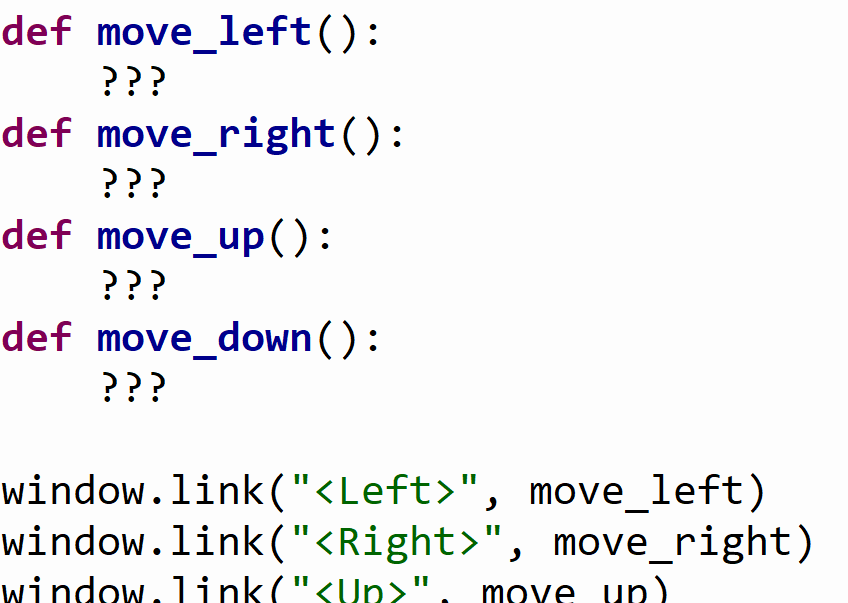 def move_left():
    ???
def move_right():
    ???
def move_up():
    ???
def move_down():
    ???
window.link("<Left>", move_left)
window.link("<Right>", move_right)
window.link("<Up>", move_up)